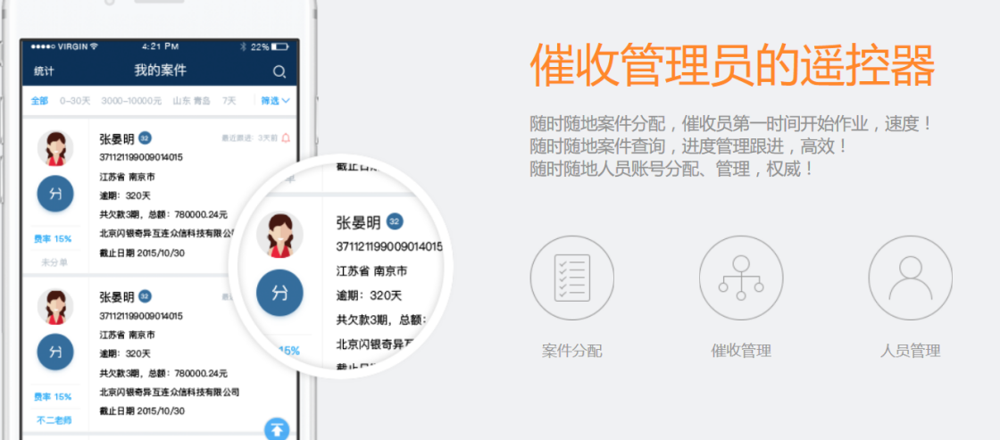 VIRGIN 4:21 PM 22%
统计 我的案件
全部 0-30天 3000-10000元 山东 青岛 7天 筛选
张晏明 32 最近跟进：3天前
371121199009014015
江苏省 南京市
分
逾期：320天
共欠款3期，总额：780000.24元
北京闪银奇异互连众信科技有限公
费率 15%
截止日期 2015/10/30
未分单
张晏明 32 最
371121199009014015
江苏省 南京市
分
逾期：320天
共欠款3期，总额：780000.24元
北京闪银奇异互连众信科技有限公司
费率 15%
截止日期 2015/10/30
不二老师
截止日
单
张晏明 32
371121199009014015
江苏省 南京市
分
逾期：320天
共欠款3期，总额：
北京闪银奇异
15%
截止日
催收管理员的遥控器
随时随地案件分配，催收员第一时间开始作业，速度！
随时随地案件查询，进度管理跟进，高效！
随时随地人员账号分配、管理，权威！
案件分配 催收管理 人员管理